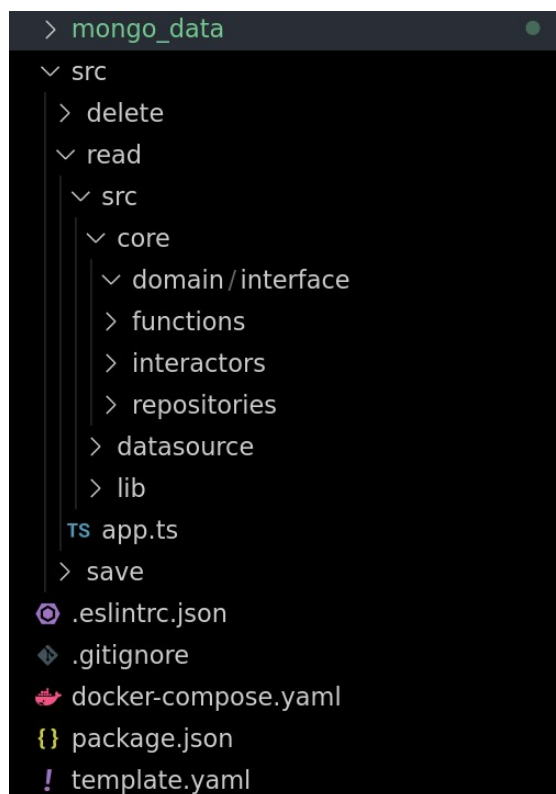 mongo_data
src
delete
read
src
core
domain/interface
functions
interactors
repositories
datasource
lib
TS app.ts
save
.eslintrc.json
.gitignore
docker-compose.yaml
{} package.json
! template.yaml